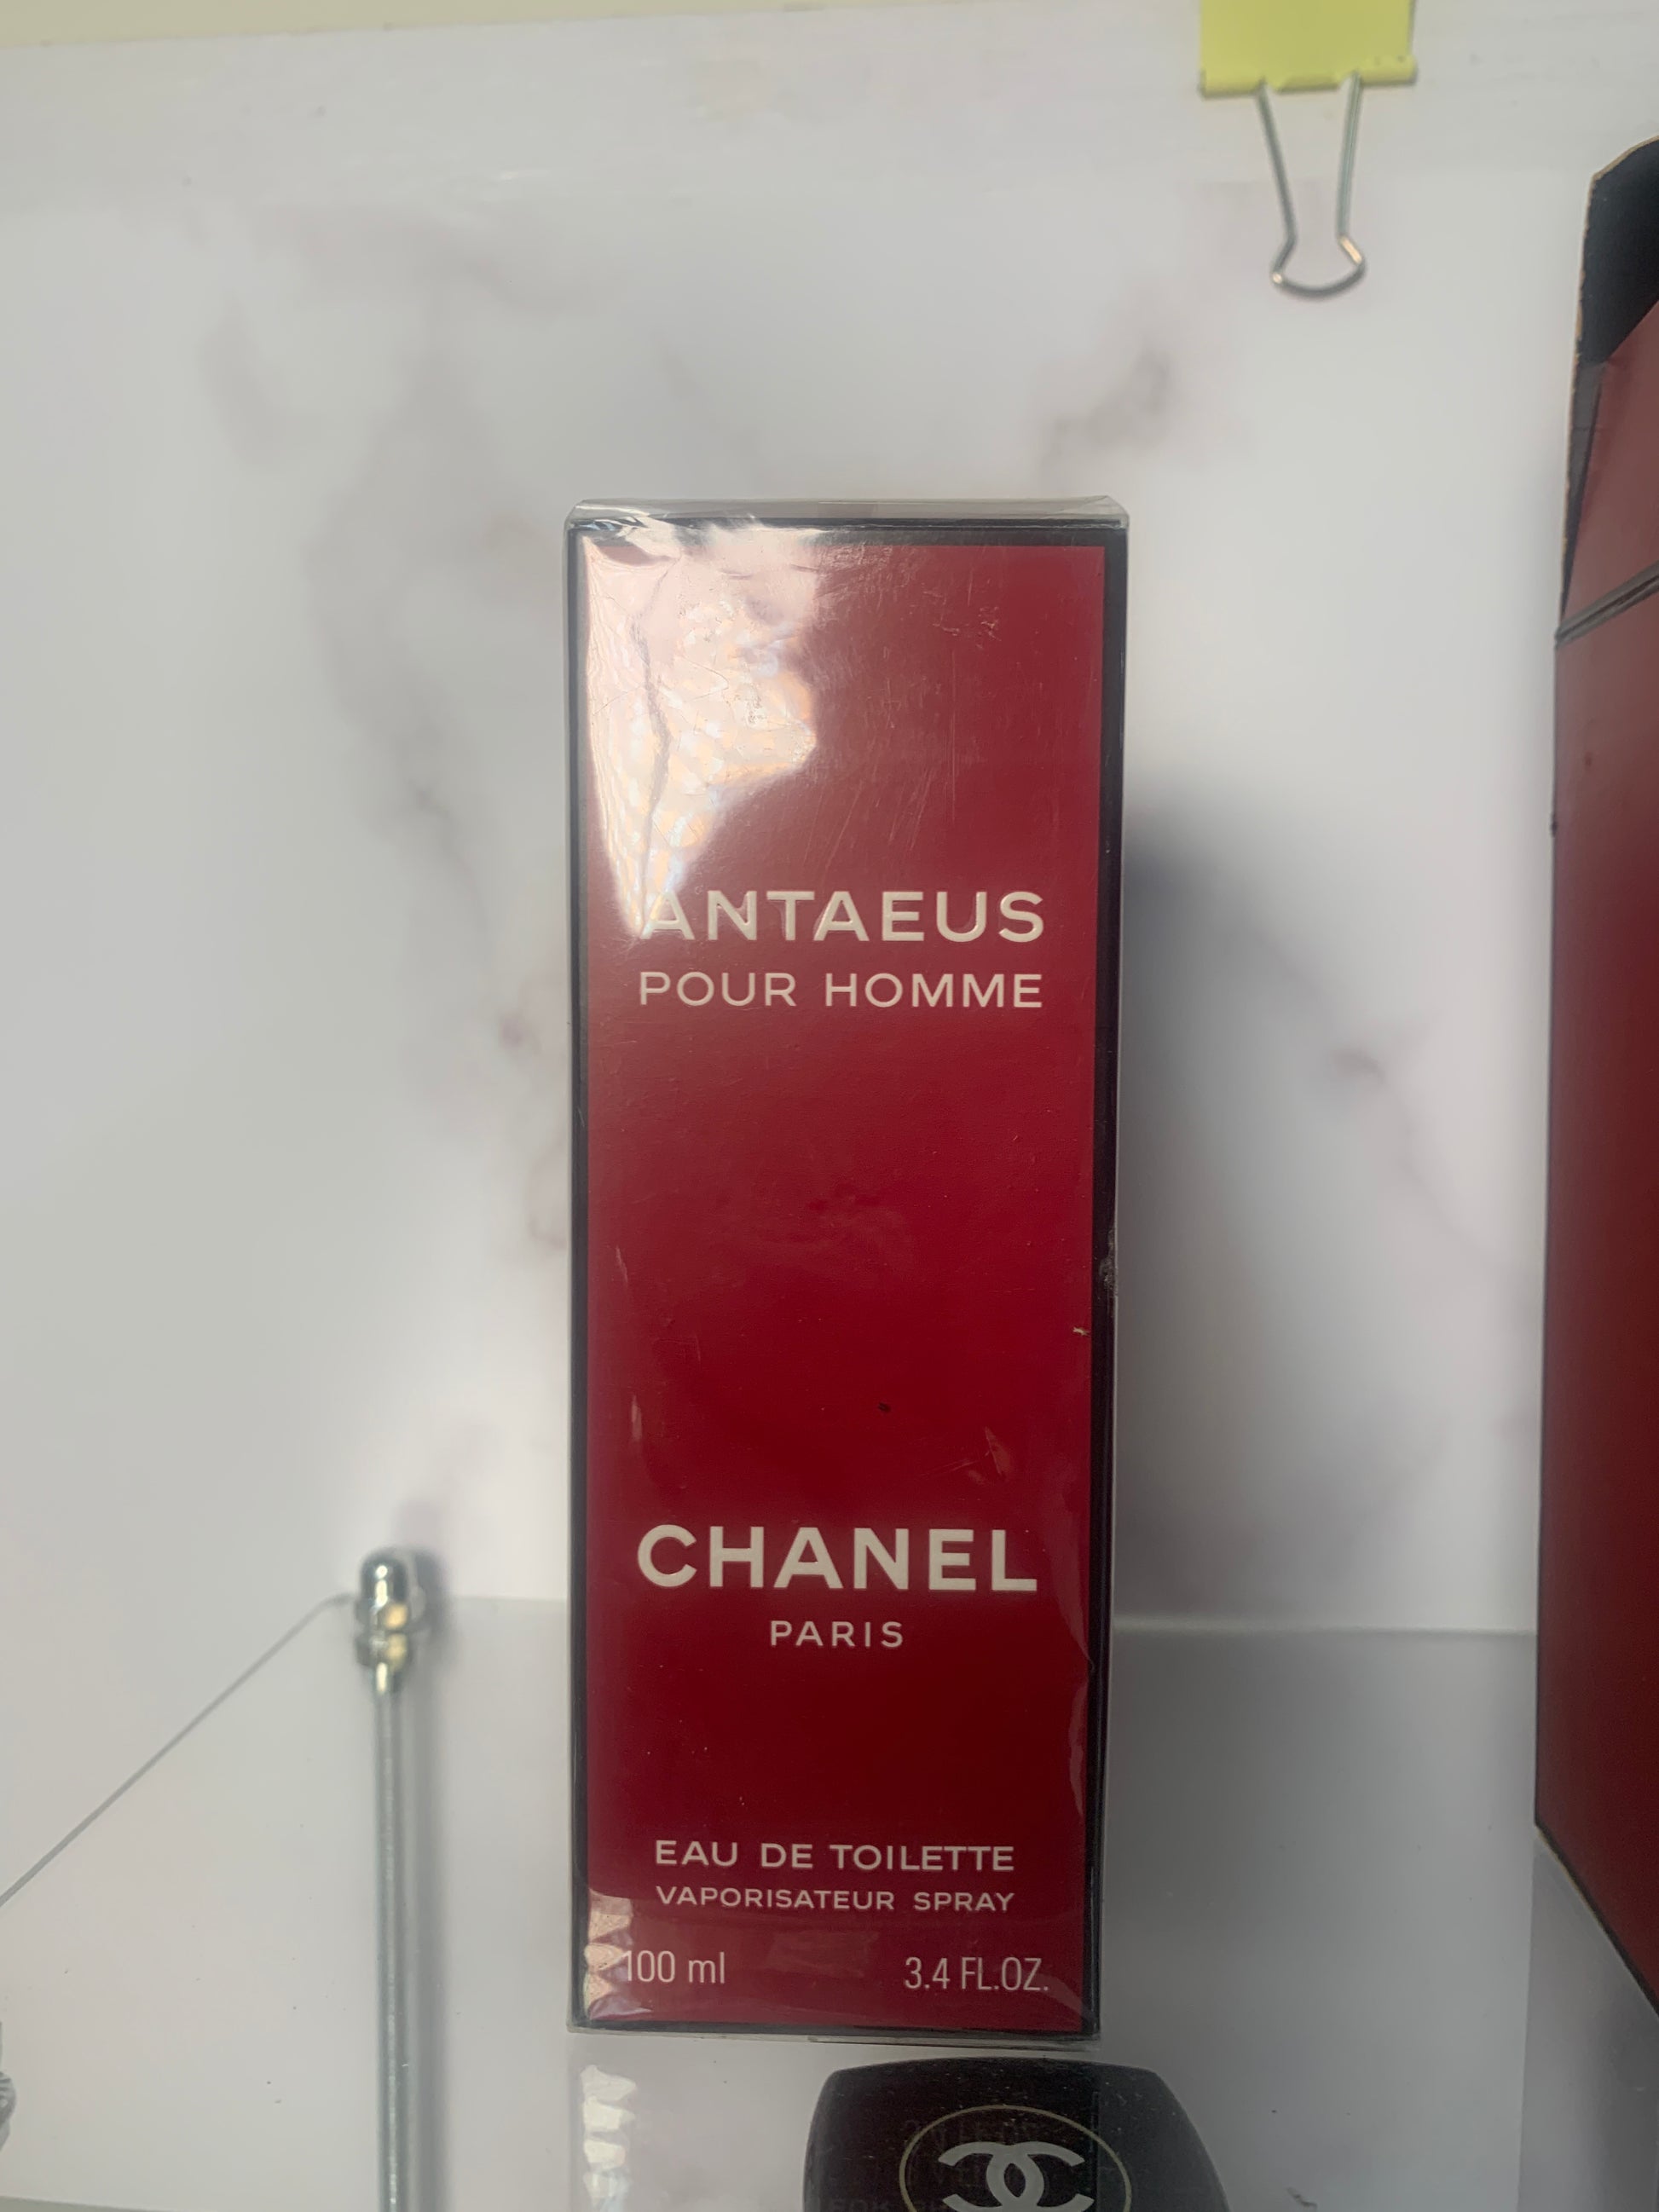 ANTAEUS
POUR HOMME
CHANEL
PARIS
EAU DE TOILETTE
VAPORISATEUR SPRAY
100 ml 3.4 FL.OZ.